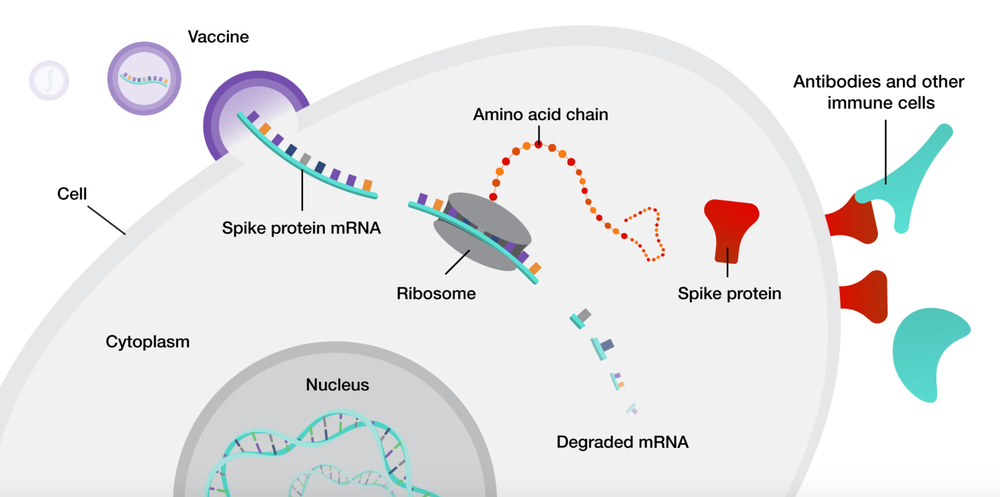 Vaccine
Antibodies and other
immune cells
Amino acid chain
Cell
Spike protein mRNA
Ribosome
Spike protein
Cytoplasm
Nucleus
Degraded mRNA